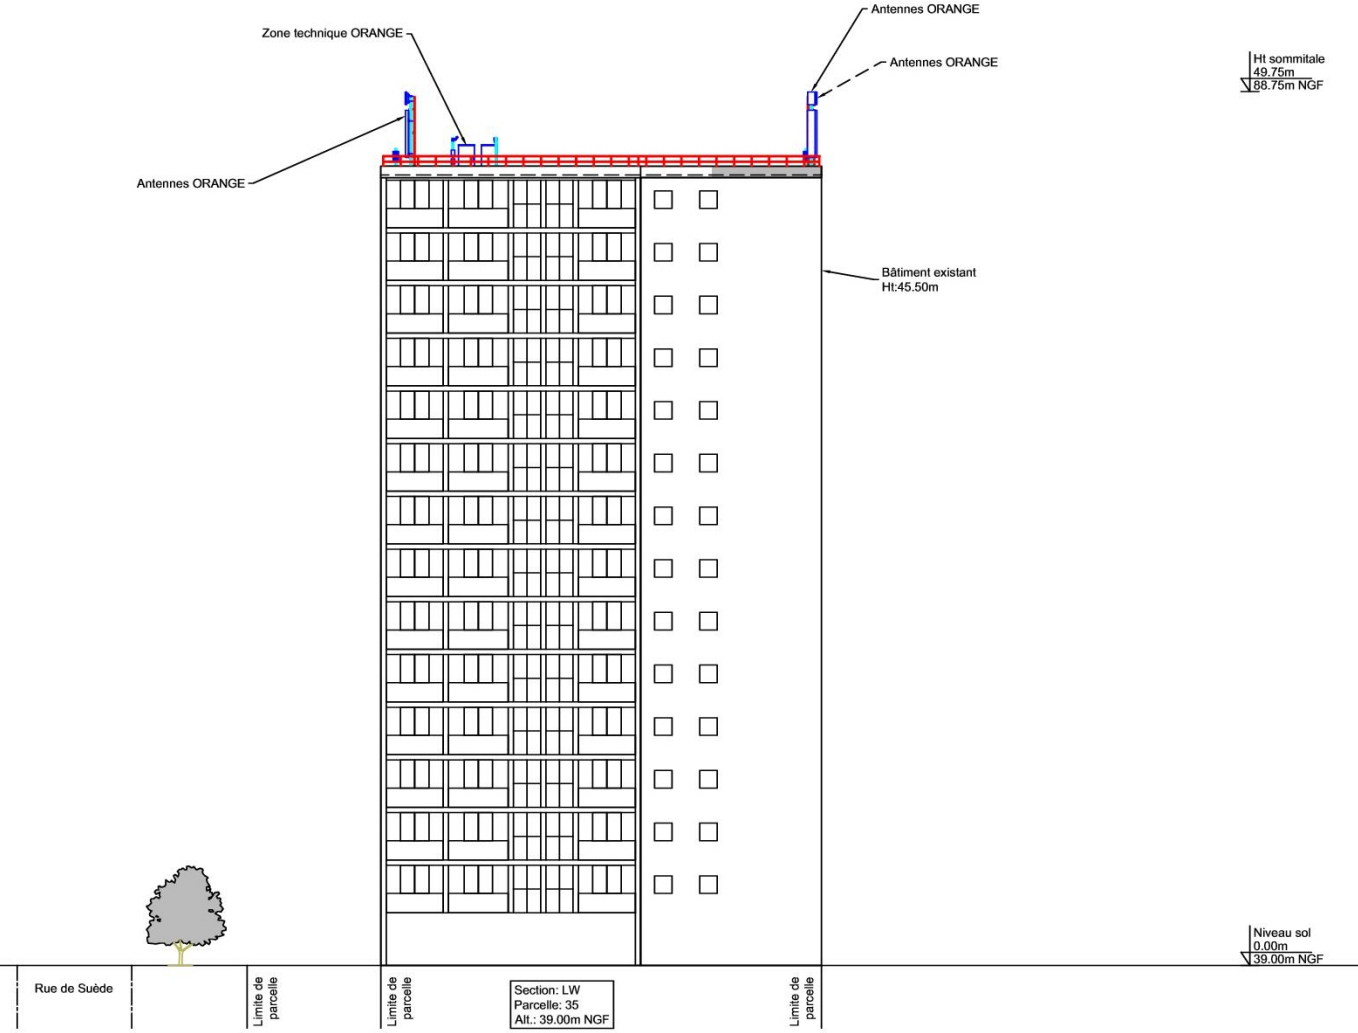 Antennes ORANGE
Zone technique ORANGE
Antennes ORANGE
Ht sommitale
49.75m
88.75m NGF
Antennes ORANGE
Bâtiment existant
Ht:45.50m
Niveau sol
0.00m
39.00m NGF
Rue de Suède
Limite de
parcelle
Limite de
parcelle
Section: LW
Parcelle: 35
Alt.: 39.00m NGF
Limite de
parcelle